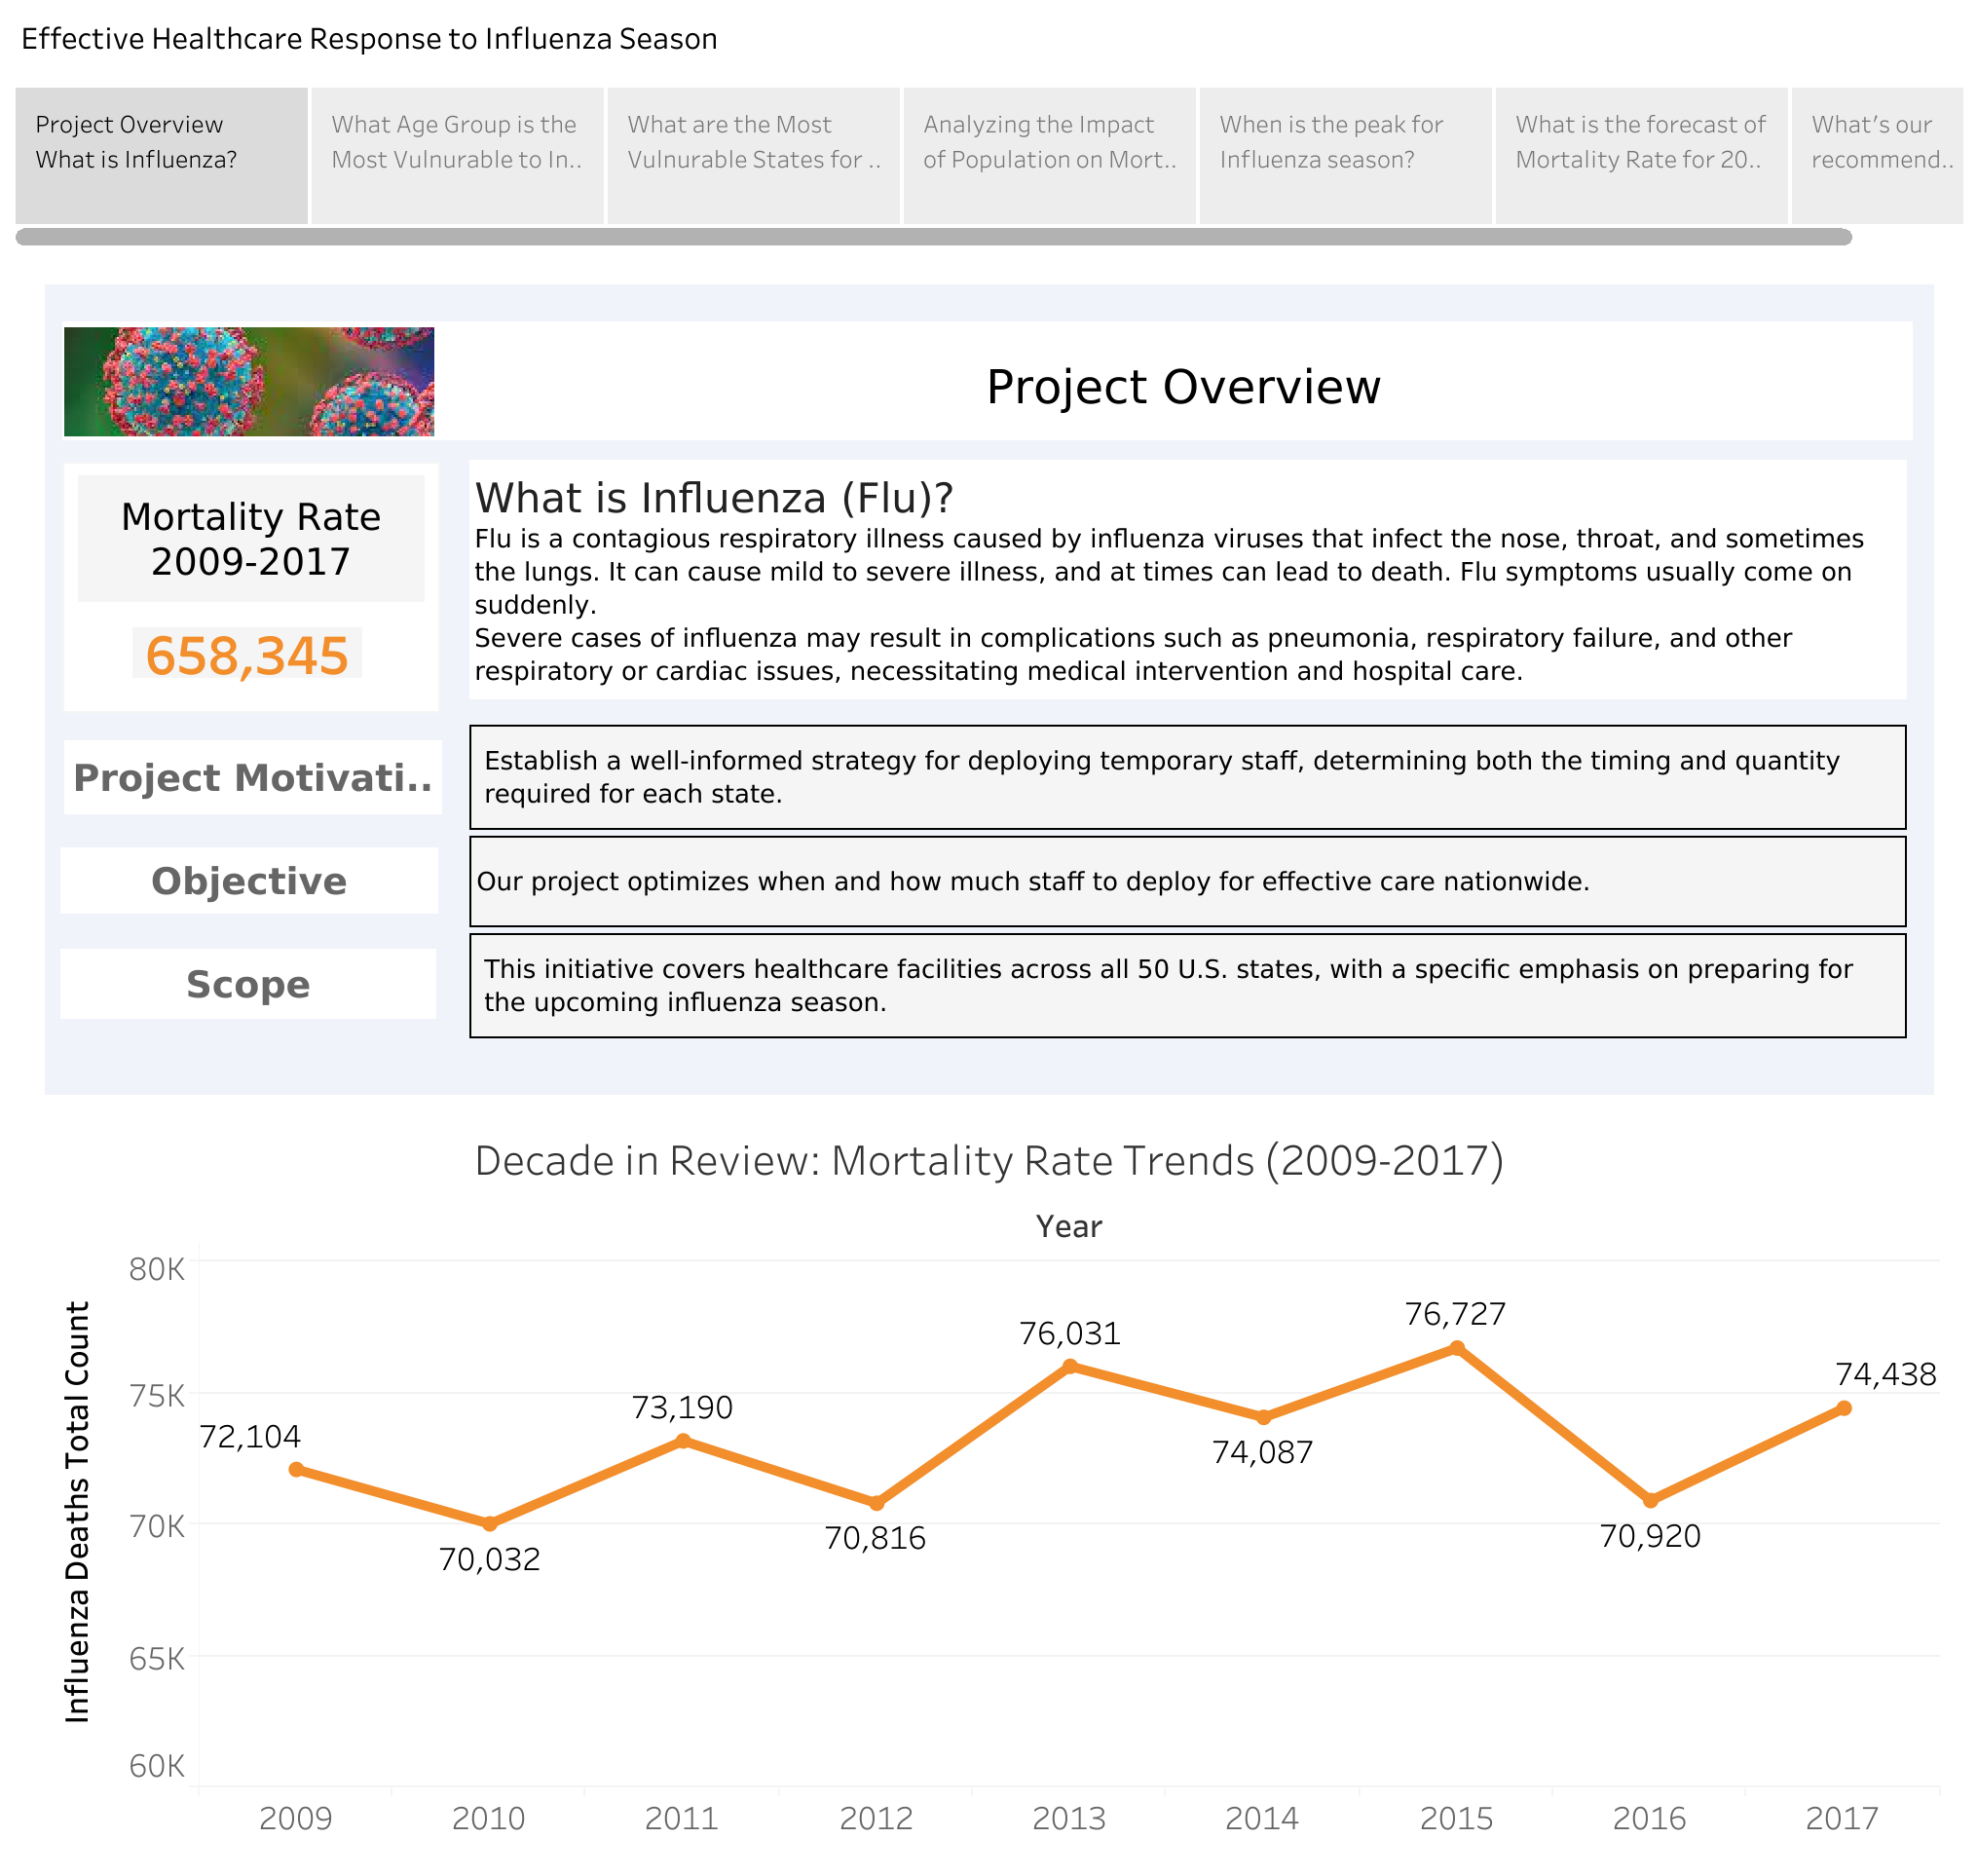 Effective Healthcare Response to Influenza Season
Project Overview
What is Influenza?
What Age Group is the
Most Vulnurable to In..
What are the Most
Vulnurable States for ..
Analyzing the Impact
of Population on Mort..
When is the peak for
Influenza season?
What is the forecast of
Mortality Rate for 20..
What's our
recommend..
Project Overview
Mortality Rate
2009-2017
658,345
What is Influenza (Flu)?
Flu is a contagious respiratory illness caused by influenza viruses that infect the nose, throat, and sometimes
the lungs. It can cause mild to severe illness, and at times can lead to death. Flu symptoms usually come on
suddenly.
Severe cases of influenza may result in complications such as pneumonia, respiratory failure, and other
respiratory or cardiac issues, necessitating medical intervention and hospital care.
Project Motivati..
Establish a well-informed strategy for deploying temporary staff, determining both the timing and quantity
required for each state.
Objective
Our project optimizes when and how much staff to deploy for effective care nationwide.
Scope
This initiative covers healthcare facilities across all 50 U.S. states, with a specific emphasis on preparing for
the upcoming influenza season.
Decade in Review: Mortality Rate Trends (2009-2017)
Year
Influenza Deaths Total Count
80K
75K
70K
65K
60K
72,104
70,032
73,190
70,816
76,031
74,087
76,727
70,920
74,438
2009
2010
2011
2012
2013
2014
2015
2016
2017